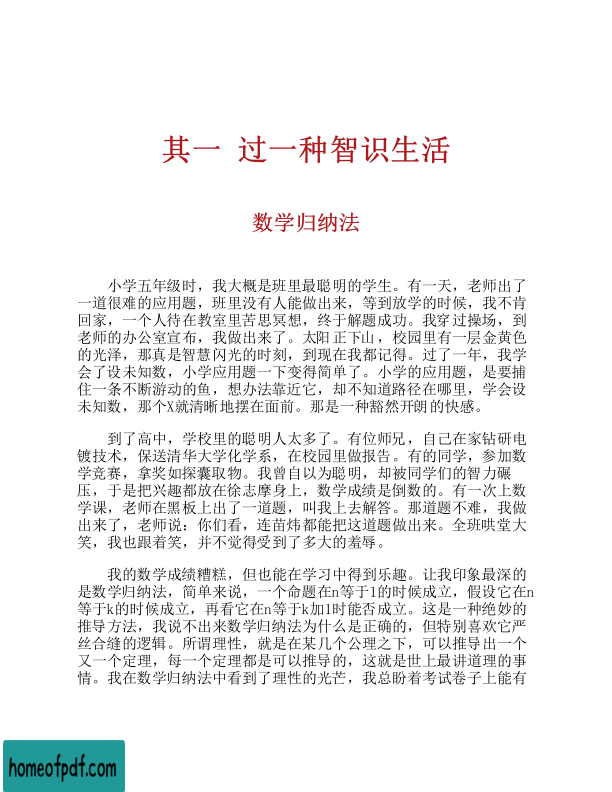 其一 过一种智识生活
数学归纳法
小学五年级时，我大概是班里最聪明的学生。有一天，老师出了
一道很难的应用题，班里没有人能做出来，等到放学的时候，我不肯
回家，一个人待在教室里苦思冥想，终于解题成功。我穿过操场，到
老师的办公室宣布，我做出来了。太阳正下山，校园里有一层金黄色
的光泽，那真是智慧闪光的时刻，到现在我都记得。过了一年，我学
会了设未知数，小学应用题一下变得简单了。小学的应用题，是要捕
住一条不断游动的鱼，想办法靠近它，却不知道路径在哪里，学会设
未知数，那个X就清晰地摆在面前。那是一种豁然开朗的快感。
到了高中，学校里的聪明人太多了。有位师兄，自己在家钻研电
镀技术，保送清华大学化学系，在校园里做报告。有的同学，参加数
学竞赛，拿奖如探囊取物。我曾自以为聪明，却被同学们的智力碾
压，于是把兴趣都放在徐志摩身上，数学成绩是倒数的。有一次上数
学课，老师在黑板上出了一道题，叫我上去解答。那道题不难，我做
出来了，老师说：你们看，连苗炜都能把这道题做出来。全班哄堂大
笑，我也跟着笑，并不觉得受到了多大的羞辱。
我的数学成绩糟糕，但也能在学习中得到乐趣。让我印象最深的
是数学归纳法，简单来说，一个命题在n等于1的时候成立，假设它在n
等于k的时候成立，再看它在n等于k加1时能否成立。这是一种绝妙的
推导方法，我说不出来数学归纳法为什么是正确的，但特别喜欢它严
丝合缝的逻辑。所谓理性，就是在某几个公理之下，可以推导出一个
又一个定理，每一个定理都是可以推导的，这就是世上最讲道理的事
情。我在数学归纳法中看到了理性的光芒，我总盼着考试卷子上能有
homeofpdf.com